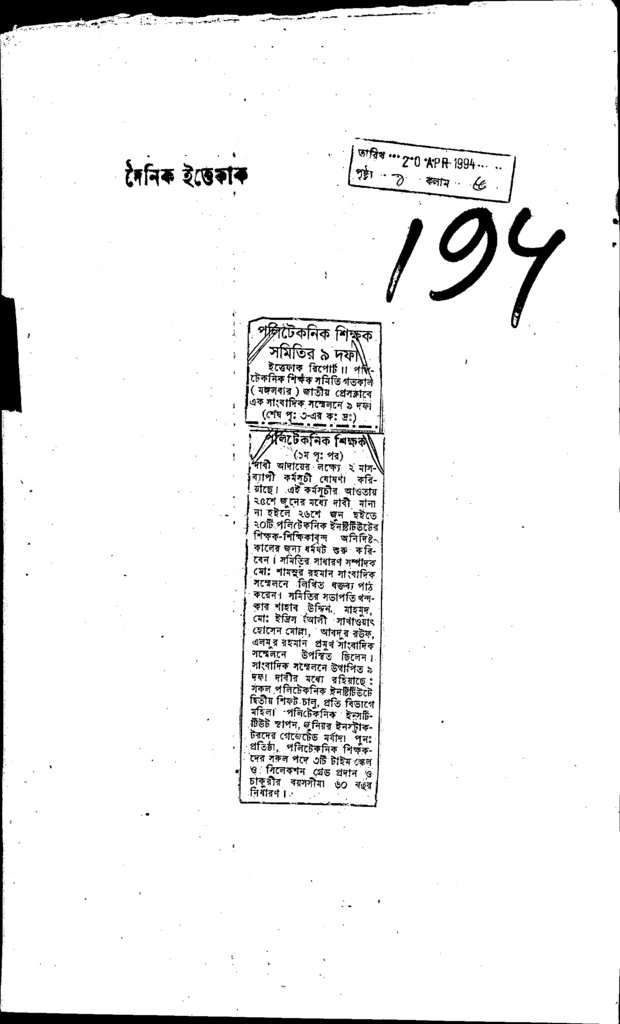 দৈনিক ইত্তেফাক
তারিখ ... 20 APR 1994
পৃষ্ঠা ... কলাম ...
194
পলিটেকনিক শিক্ষক
সমিতির ৯ দফা
ইত্তেফাক রিপোর্ট॥ পলি-
টেকনিক শিক্ষক সমিতি গতকাল
(মঙ্গলবার) জাতীয় প্রেসক্লাবে
এক সাংবাদিক সম্মেলনে ৯ দফা
(শেষ পৃ: ৩-এর ক: দ্র:)
পলিটেকনিক শিক্ষক
(১ম পৃ: পর)
দাবী আদায়ের লক্ষ্যে ২ মাস-
ব্যাপী কর্মসূচী ঘোষণা করি-
য়াছে। এই কর্মসূচীর আওতায়
২৫শে জুনের মধ্যে দাবী মানা
না হইলে ২৬শে জুন হইতে
২০টি পলিটেকনিক ইনষ্টিটিউটের
শিক্ষক-শিক্ষিকাবৃন্দ অনির্দিষ্ট-
কালের জন্য ধর্মঘট শুরু করি-
বেন। সমিতির সাধারণ সম্পাদক
মো: শামসুর রহমান সাংবাদিক
সম্মেলনে লিখিত বক্তব্য পাঠ
করেন। সমিতির সভাপতি খন্দ-
কার শাহাব উদ্দিন, মাহমুদ,
মো: ইদ্রিস আলী সাখাওয়াৎ
হোসেন মোল্লা, আবদুর রউফ,
রহমান প্রমুখ সাংবাদিক
সম্মেলনে উপস্থিত ছিলেন।
সাংবাদিক সম্মেলনে উত্থাপিত ৯
দফা দাবীর মধ্যে রহিয়াছে:
সকল পলিটেকনিক ইনষ্টিটিউটে
দ্বিতীয় শিফট চালু, প্রতি বিভাগে
মহিলা পলিটেকনিক ইন্সটি-
টিউট স্থাপন, জুনিয়র ইনস্ট্রাক-
টরদের গেজেটেড মর্যাদা পুন:
প্রতিষ্ঠা, পলিটেকনিক শিক্ষক-
দের সকল পদে ৩টি টাইম স্কেল
ও সিলেকশন গ্রেড প্রদান ও
চাকুরীর বয়সসীমা ৬০ বছর
নির্ধারণ।